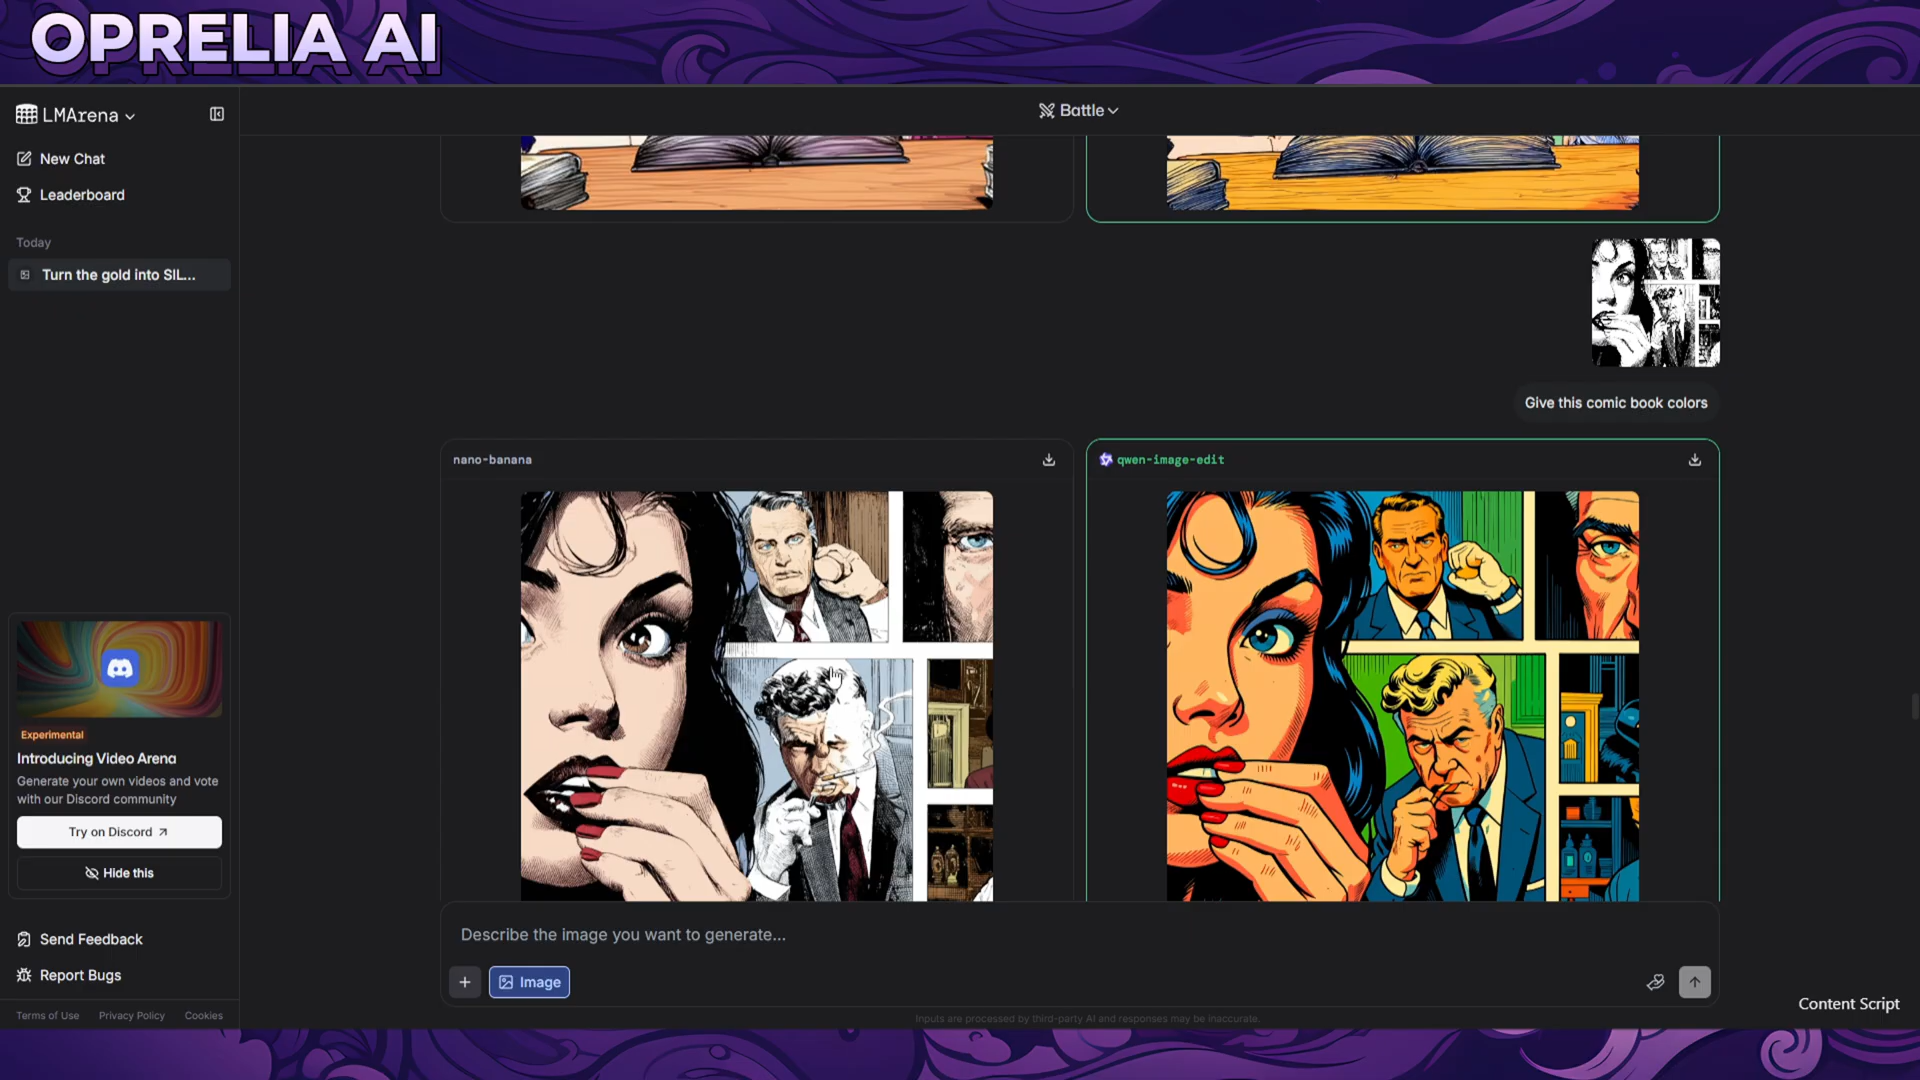 OPRELIA AI
LMArena
Battle
New Chat
Leaderboard
Today
Turn the gold into SIL...
Give this comic book colors
nano-banana
qwen-image-edit
Experimental
Introducing Video Arena
Generate your own videos and vote
with our Discord community
Try on Discord
Hide this
Send Feedback
Report Bugs
Describe the image you want to generate...
Image
Content Script
Terms of Use
Privacy Policy
Cookies
Inputs are processed by third-party AI and responses may be inaccurate.